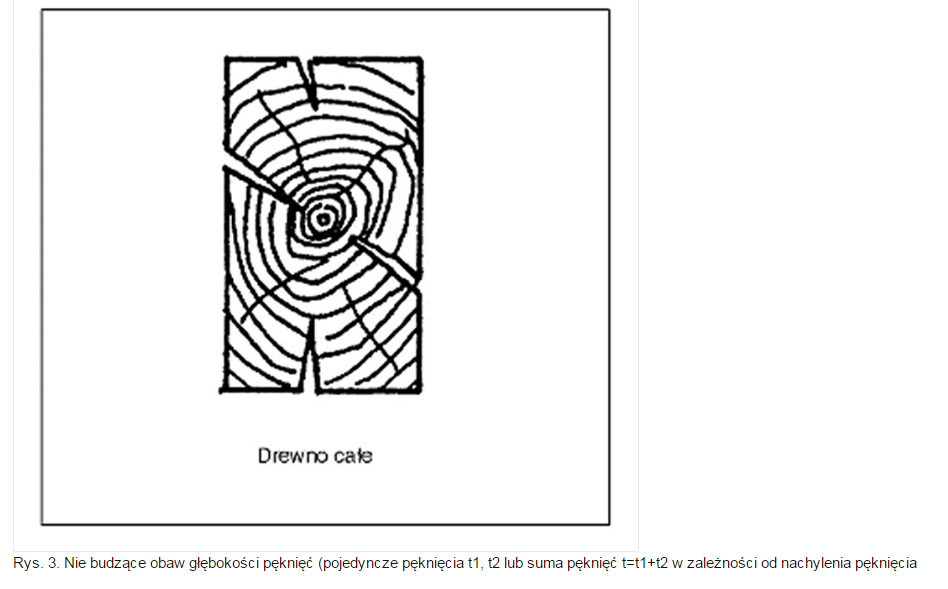 Drewno całe
Rys. 3. Nie budzące obaw głębokości pęknięć (pojedyncze pęknięcia t1, t2 lub suma pęknięć t=t1+t2 w zależności od nachylenia pęknięcia